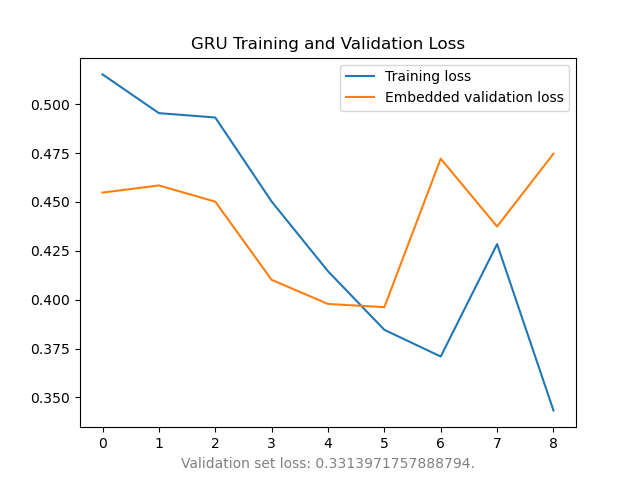 GRU Training and Validation Loss
Training loss
Embedded validation loss
0.500
0.475
0.450
0.425
0.400
0.375
0.350
0 1 2 3 4 5 6 7 8
Validation set loss: 0.3313971757888794.